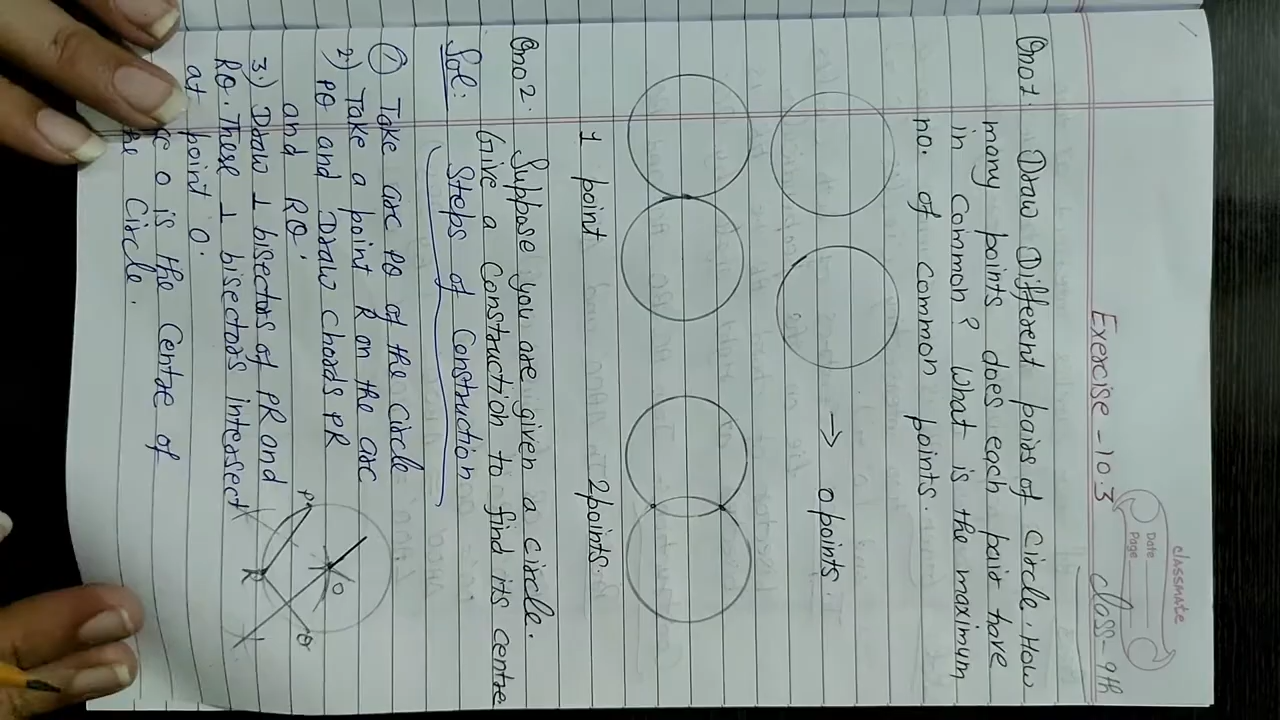 classmate
Date
Page
Exercise - 10.3 class-9th
Qno1. Draw Different pairs of Circle. How
many points does each pair have
in common? What is the maximum
no. of common points.
→ 0 points.
1 point 2 points.
Qno2. Suppose you are given a circle.
Give a Construction to find its centre
Sol: Steps of Construction
① Take arc PQ of the circle
2) Take a point R on the arc
PQ and Draw chords PR
and RQ.
3.) Draw ⊥ bisectors of PR and
RQ. These ⊥ bisectors intersect
at point O.
O is the Centre of
the Circle.
P
O
R
Q